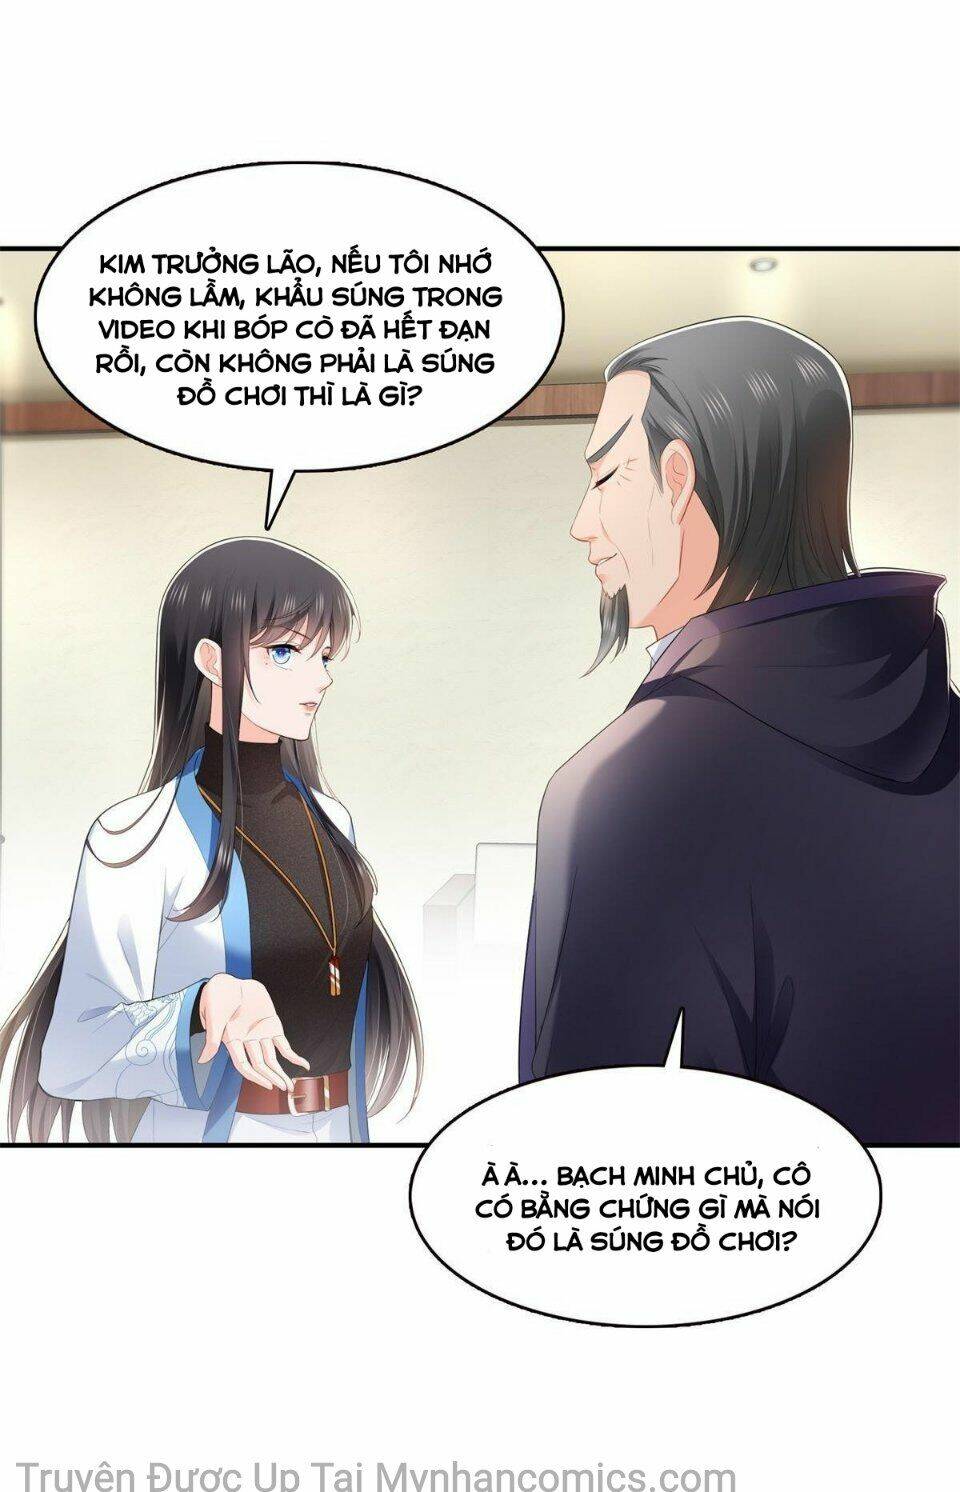 KIM TRƯỞNG LÃO, NẾU TÔI NHỚ
KHÔNG LẦM, KHẨU SÚNG TRONG
VIDEO KHI BÓP CÒ ĐÃ HẾT ĐẠN
RỒI, CÒN KHÔNG PHẢI LÀ SÚNG
ĐỒ CHƠI THÌ LÀ GÌ?
À À... BẠCH MINH CHỦ, CÔ
CÓ BẰNG CHỨNG GÌ MÀ NÓI
ĐÓ LÀ SÚNG ĐỒ CHƠI?
Truyện Được Up Tại Mynhancomics.com